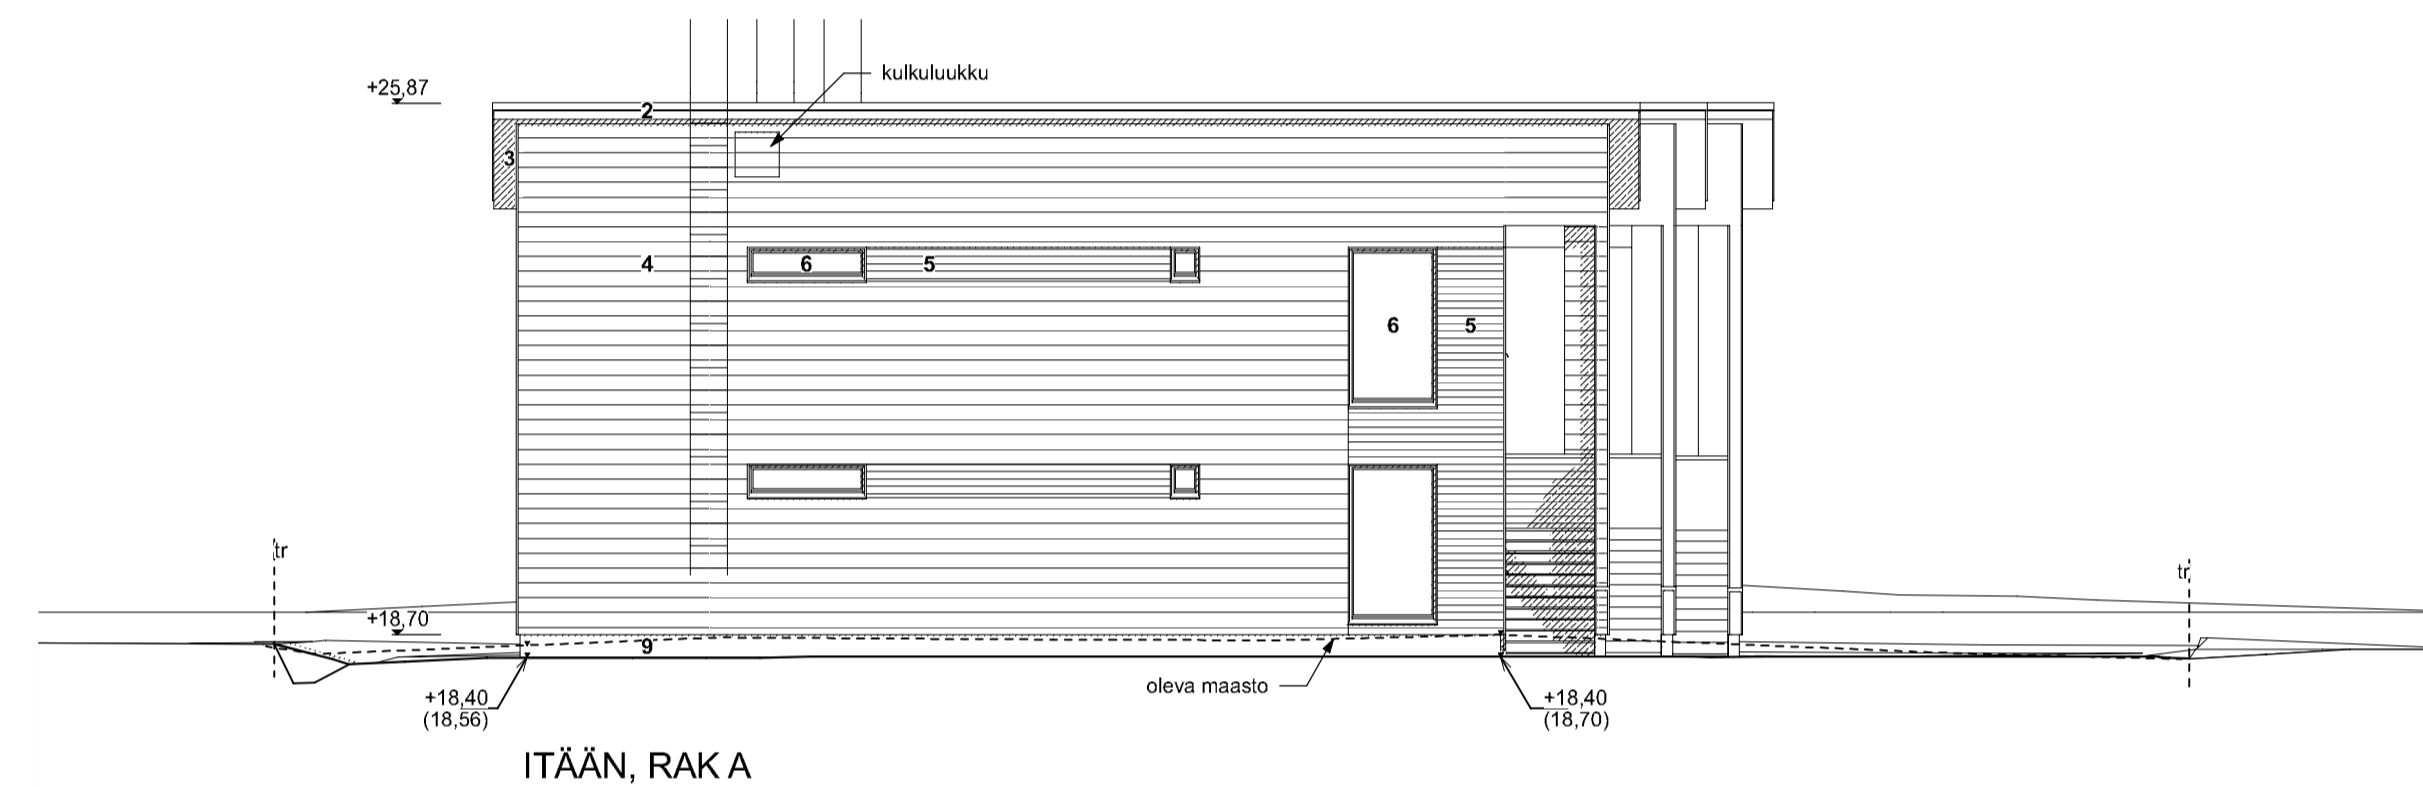 kulkuluukku
+25,87
2
3
4
6
5
6
5
tr
tr
+18,70
9
oleva maasto
+18,40
(18,56)
+18,40
(18,70)
ITÄÄN, RAK A